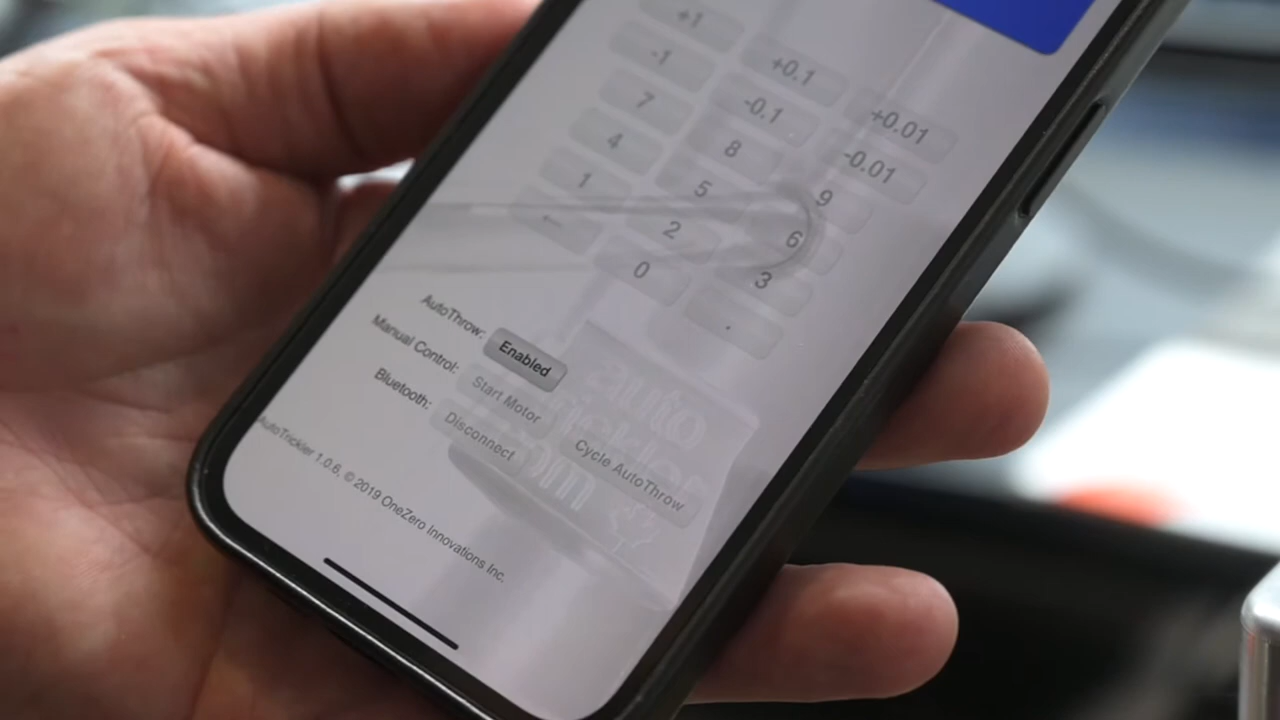 +1 +0.1 +0.01
-1 -0.1 -0.01
7 8 9
4 5 6
1 2 3
← 0 .
AutoThrow: Enabled
Manual Control: Start Motor Cycle AutoThrow
Bluetooth: Disconnect
AutoTrickler 1.0.6, © 2019 OneZero Innovations Inc.
auto